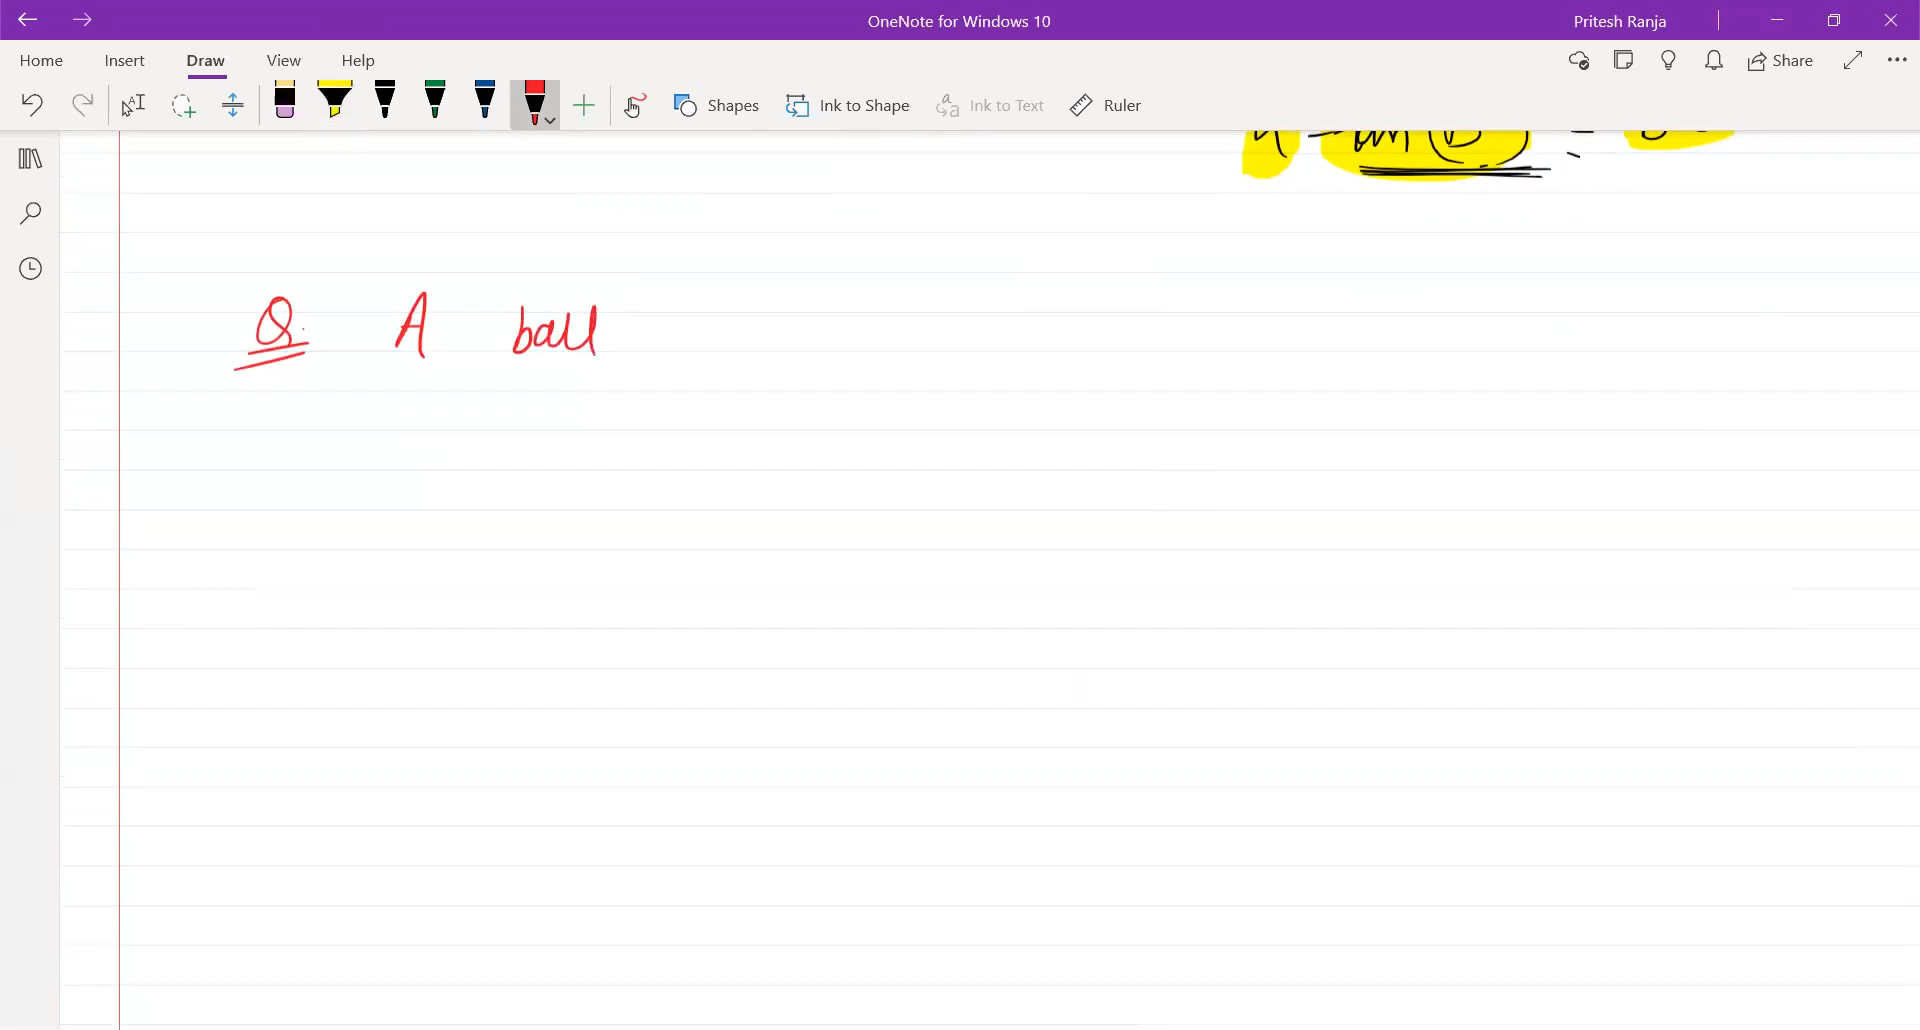 OneNote for Windows 10
Pritesh Ranja
Home Insert Draw View Help
Share
Shapes Ink to Shape Ink to Text Ruler
Q. A ball